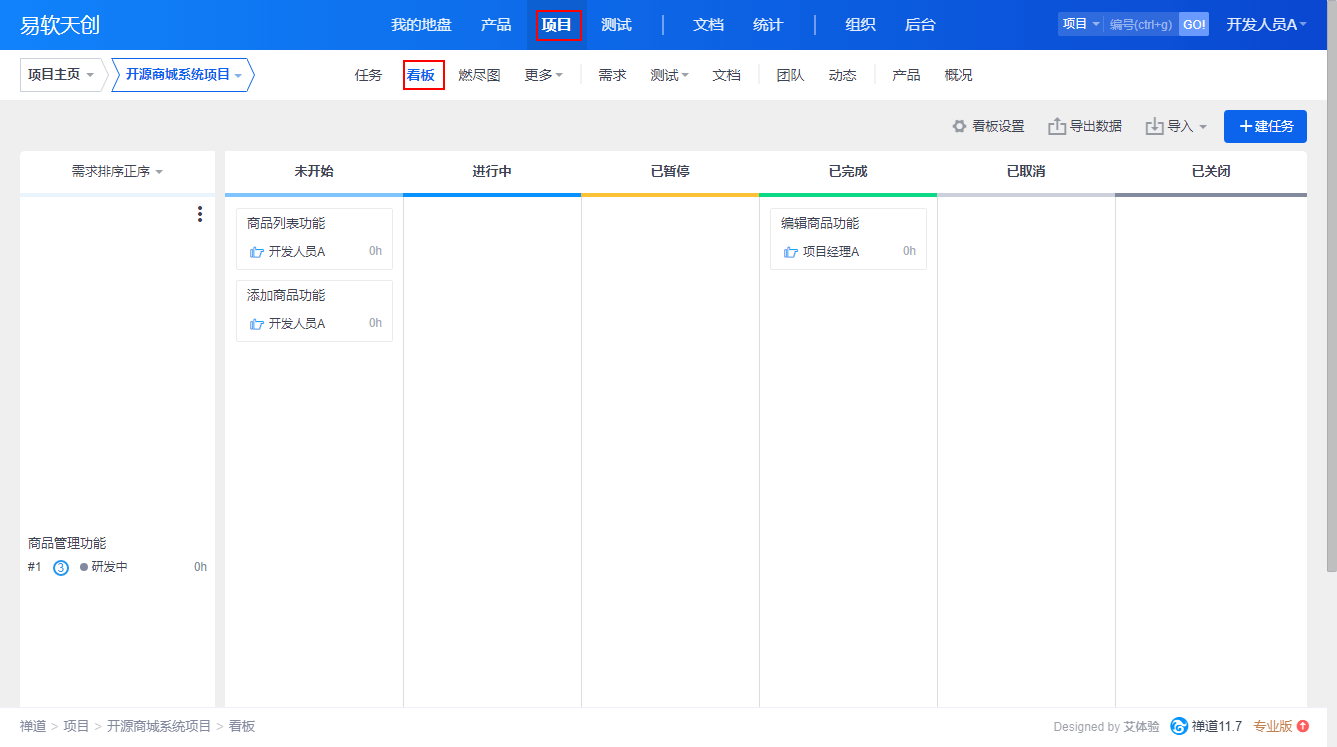 易软天创 我的地盘 产品 项目 测试 文档 统计 组织 后台 项目 编号(ctrl+g) GO! 开发人员A
项目主页 开源商城系统项目 任务 看板 燃尽图 更多 需求 测试 文档 团队 动态 产品 概况
看板设置 导出数据 导入 +建任务
需求排序正序 未开始 进行中 已暂停 已完成 已取消 已关闭
商品列表功能 编辑商品功能
开发人员A 0h 项目经理A 0h
添加商品功能
开发人员A 0h
商品管理功能
#1 3 研发中 0h
禅道 > 项目 > 开源商城系统项目 > 看板 Designed by 艾体验 禅道11.7 专业版